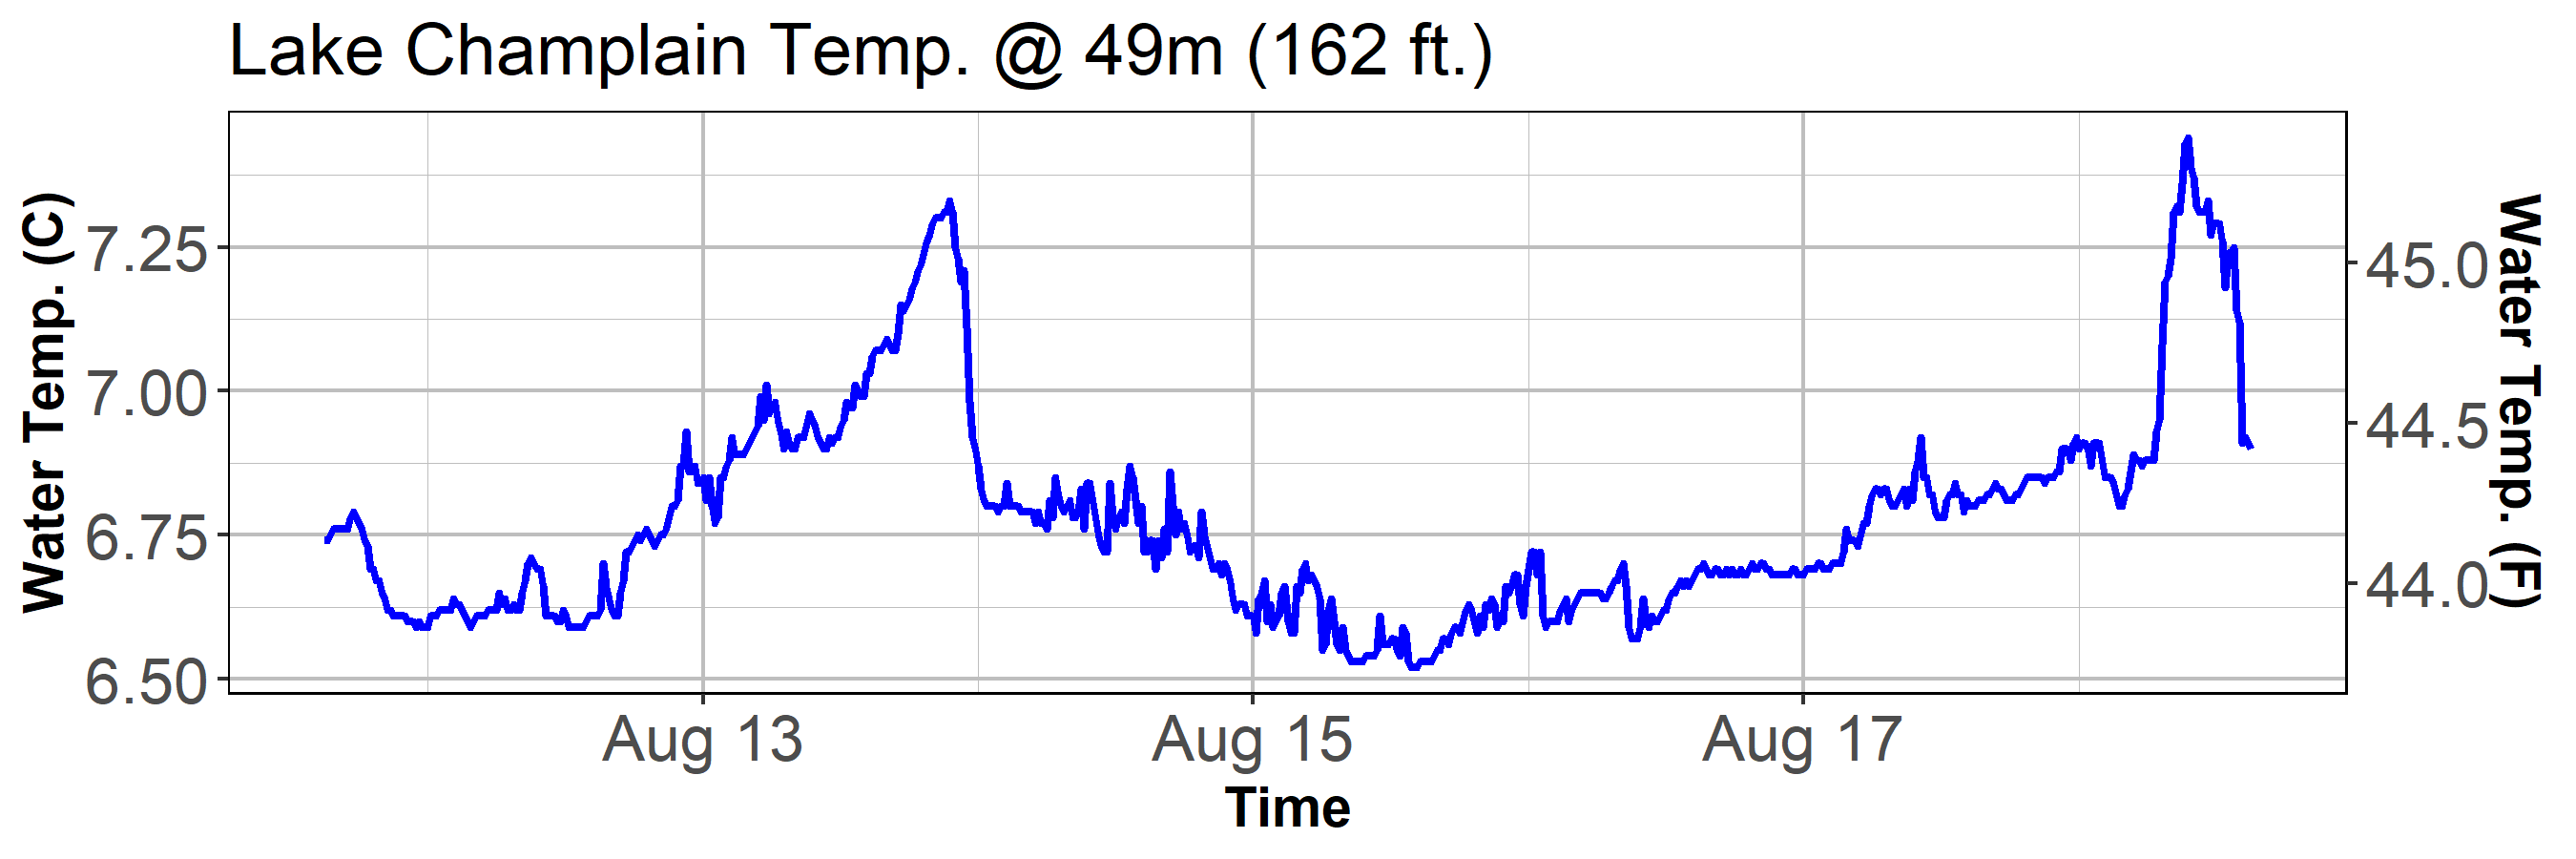 Lake Champlain Temp. @ 49m (162 ft.)
Water Temp. (C)
7.25
7.00
6.75
6.50
45.0
44.5
44.0
Water Temp. (F)
Aug 13
Aug 15
Aug 17
Time